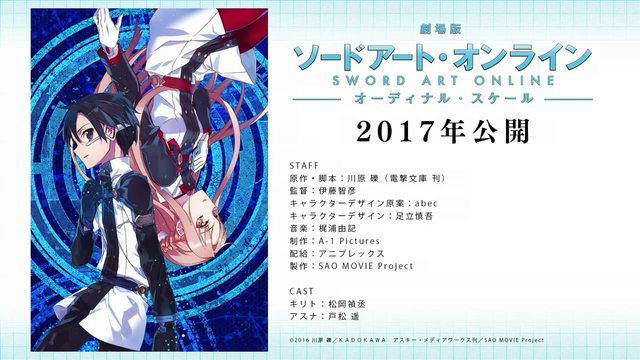 劇場版
ソードアート・オンライン
SWORD ART ONLINE
オーディナル・スケール
2017年公開
STAFF
原作・脚本：川原 礫（電撃文庫 刊）
監督：伊藤智彦
キャラクターデザイン原案：abec
キャラクターデザイン：足立慎吾
音楽：梶浦由記
制作：A-1 Pictures
配給：アニプレックス
製作：SAO MOVIE Project
CAST
キリト：松岡禎丞
アスナ：戸松 遥
©2016 川原 礫／KADOKAWA アスキー・メディアワークス刊／SAO MOVIE Project